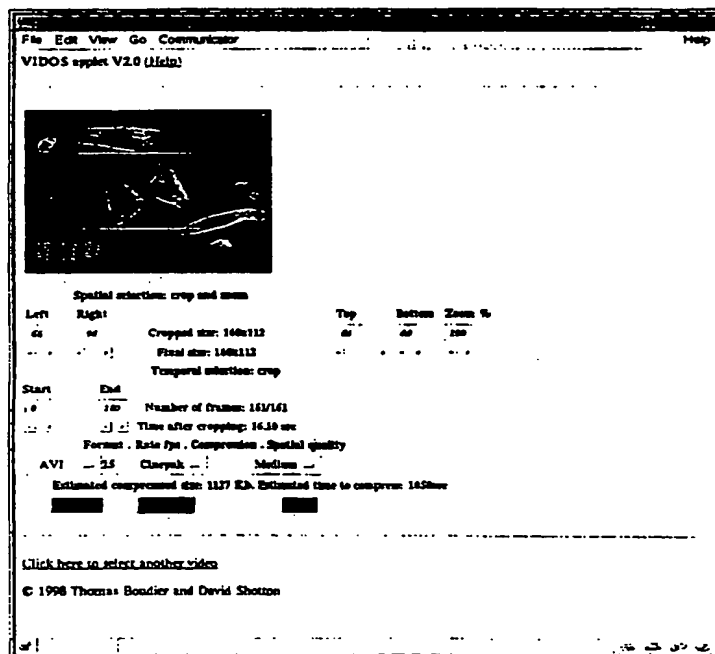 File Edit View Go Communicator Help
VIDOS applet V2.0 (Help)
Spatial selection: crop and zoom
Left Right Top Bottom Zoom %
Cropped size: 160x112
Final size: 160x112
Temporal selection: crop
Start End
Number of frames: 161/161
Time after cropping: 16.10 sec
Format . Rate fps . Compression . Spatial quality
AVI 25 Cinepak Medium
Estimated compressed size: 1127 Kb. Estimated time to compress: 1650sec
Click here to select another video
© 1998 Thomas Boudier and David Shotton